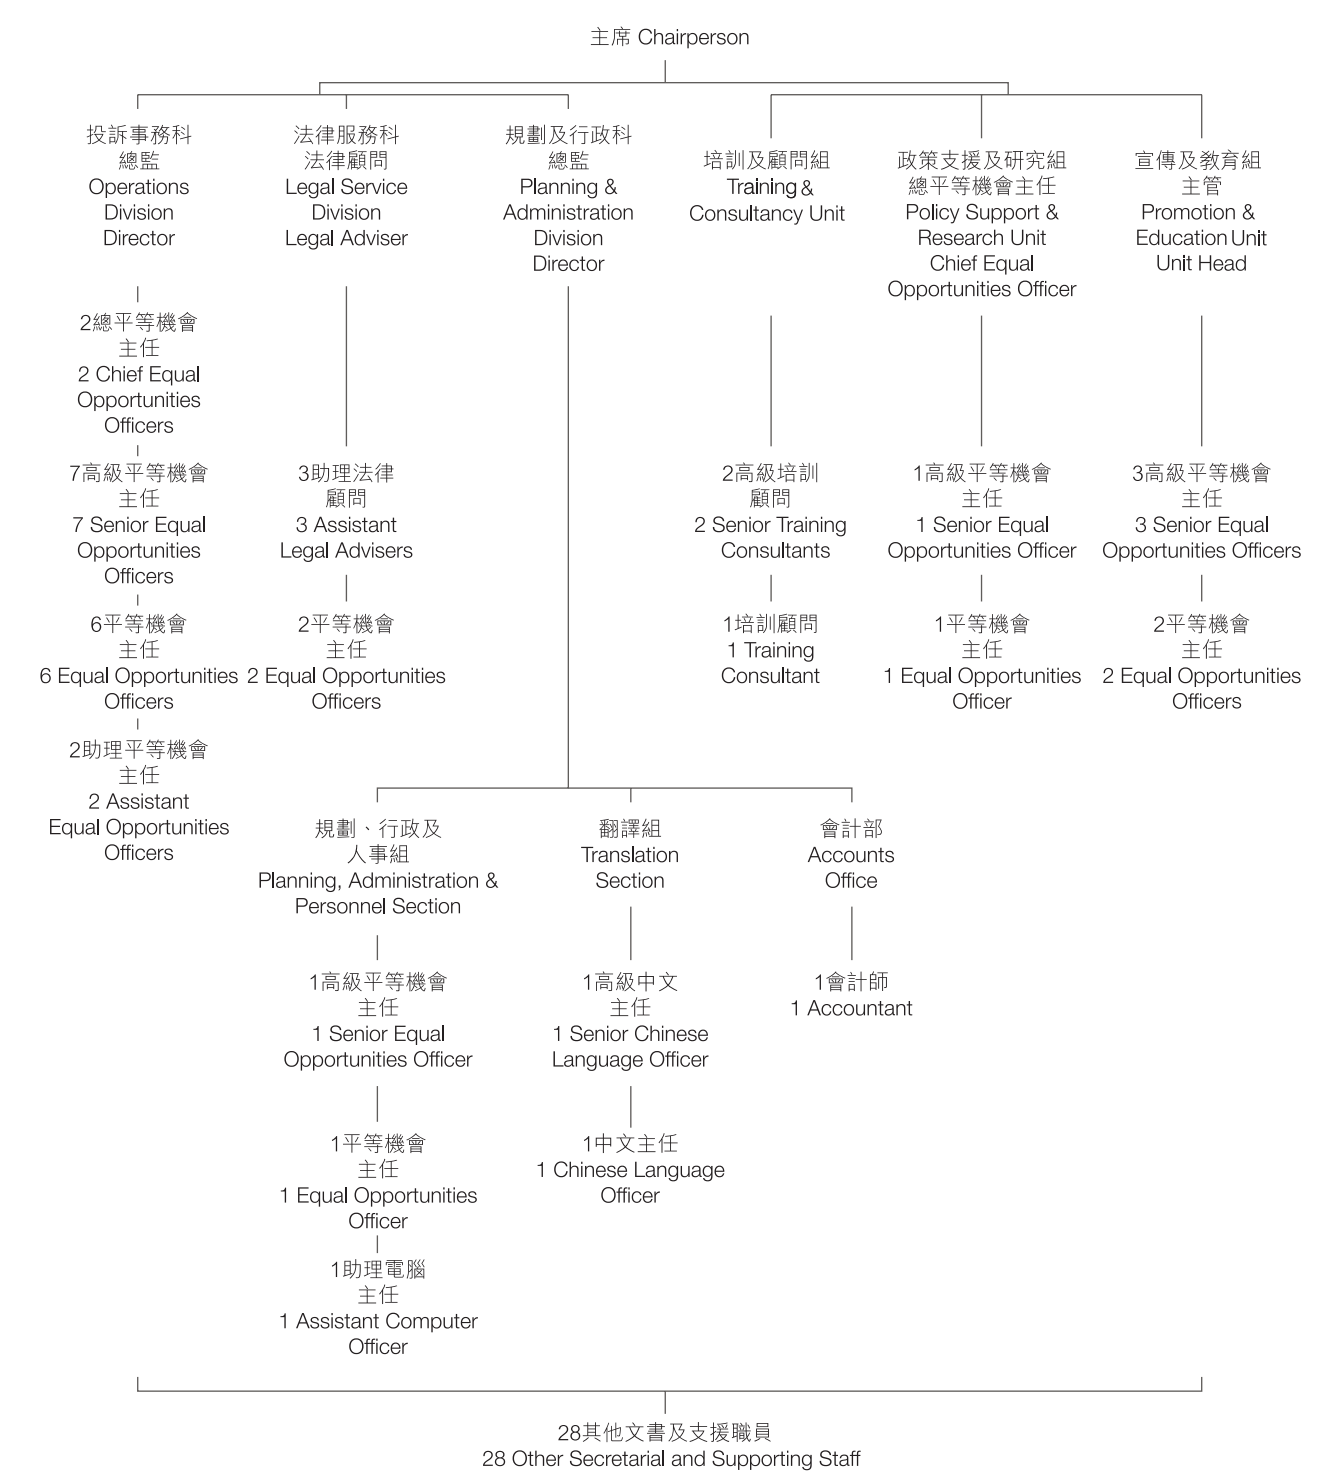 主席 Chairperson
投訴事務科
總監
Operations
Division
Director
法律服務科
法律顧問
Legal Service
Division
Legal Adviser
規劃及行政科
總監
Planning &
Administration
Division
Director
培訓及顧問組
Training &
Consultancy Unit
政策支援及研究組
總平等機會主任
Policy Support &
Research Unit
Chief Equal
Opportunities Officer
宣傳及教育組
主管
Promotion &
Education Unit
Unit Head
2總平等機會
主任
2 Chief Equal
Opportunities
Officers
7高級平等機會
主任
7 Senior Equal
Opportunities
Officers
6平等機會
主任
6 Equal Opportunities
Officers
2助理平等機會
主任
2 Assistant
Equal Opportunities
Officers
3助理法律
顧問
3 Assistant
Legal Advisers
2平等機會
主任
2 Equal Opportunities
Officers
2高級培訓
顧問
2 Senior Training
Consultants
1培訓顧問
1 Training
Consultant
1高級平等機會
主任
1 Senior Equal
Opportunities Officer
1平等機會
主任
1 Equal Opportunities
Officer
3高級平等機會
主任
3 Senior Equal
Opportunities Officers
2平等機會
主任
2 Equal Opportunities
Officers
規劃、行政及
人事組
Planning, Administration &
Personnel Section
1高級平等機會
主任
1 Senior Equal
Opportunities Officer
1平等機會
主任
1 Equal Opportunities
Officer
1助理電腦
主任
1 Assistant Computer
Officer
翻譯組
Translation
Section
1高級中文
主任
1 Senior Chinese
Language Officer
1中文主任
1 Chinese Language
Officer
會計部
Accounts
Office
1會計師
1 Accountant
28其他文書及支援職員
28 Other Secretarial and Supporting Staff